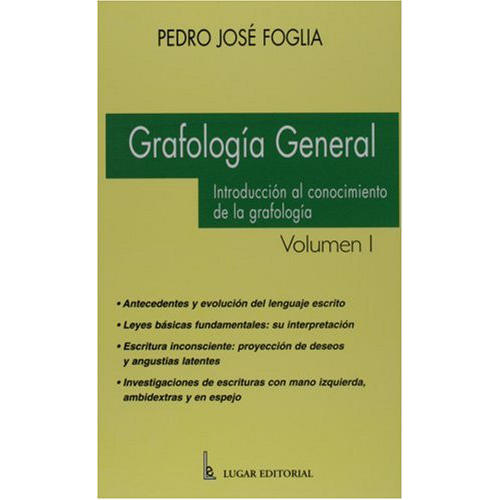 PEDRO JOSÉ FOGLIA
Grafología General
Introducción al conocimiento
de la grafología
Volumen I
• Antecedentes y evolución del lenguaje escrito
• Leyes básicas fundamentales: su interpretación
• Escritura inconsciente: proyección de deseos
y angustias latentes
• Investigaciones de escrituras con mano izquierda,
ambidextras y en espejo
LUGAR EDITORIAL